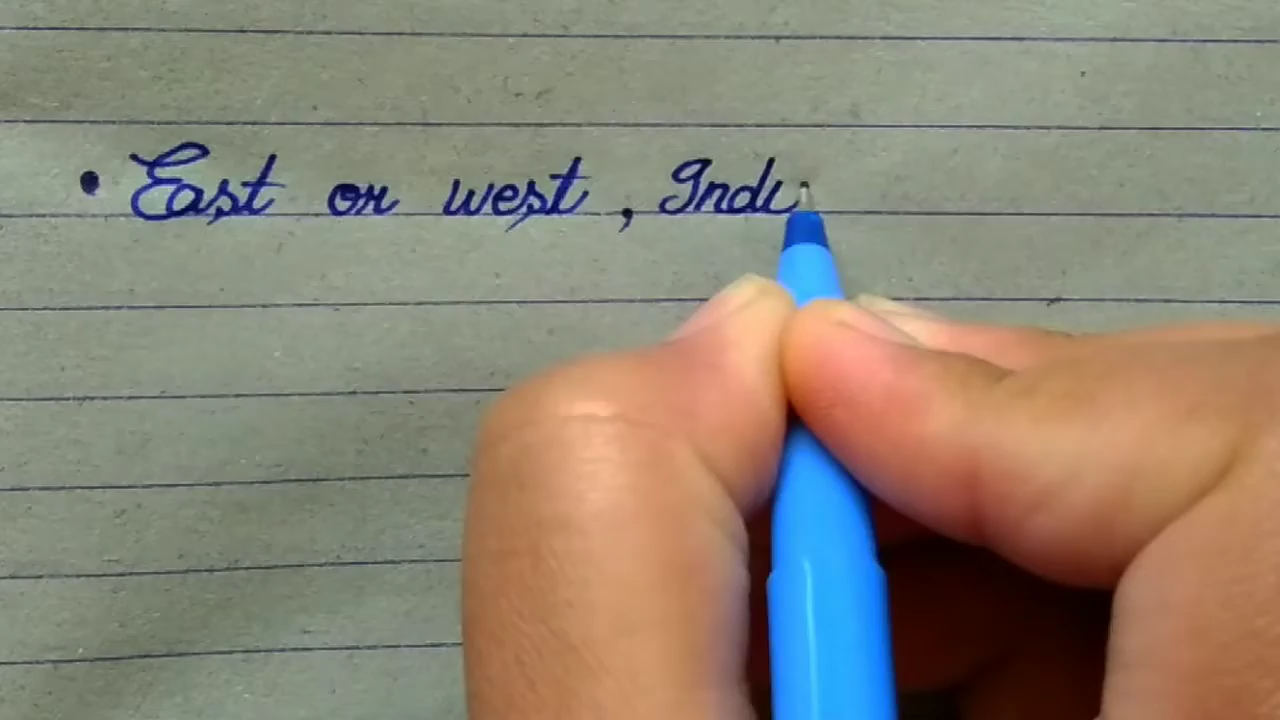 • East or west , Indi